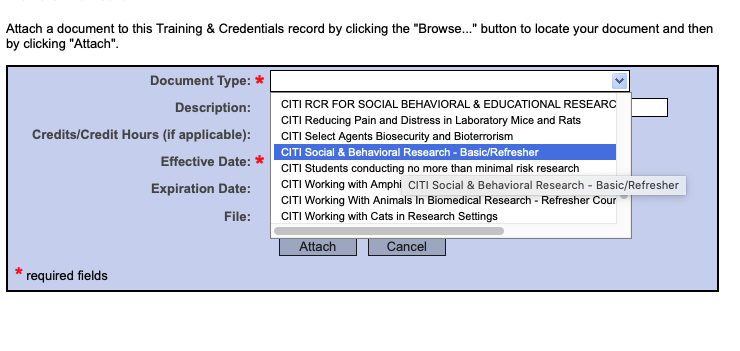 Attach a document to this Training & Credentials record by clicking the "Browse..." button to locate your document and then
by clicking "Attach".
Document Type: *
Description:
Credits/Credit Hours (if applicable):
Effective Date: *
Expiration Date:
File:
CITI RCR FOR SOCIAL BEHAVIORAL & EDUCATIONAL RESEARC
CITI Reducing Pain and Distress in Laboratory Mice and Rats
CITI Select Agents Biosecurity and Bioterrorism
CITI Social & Behavioral Research - Basic/Refresher
CITI Students conducting no more than minimal risk research
CITI Working with Amphi
CITI Social & Behavioral Research - Basic/Refresher
CITI Working With Animals In Biomedical Research - Refresher Cour
CITI Working with Cats in Research Settings
Attach Cancel
* required fields